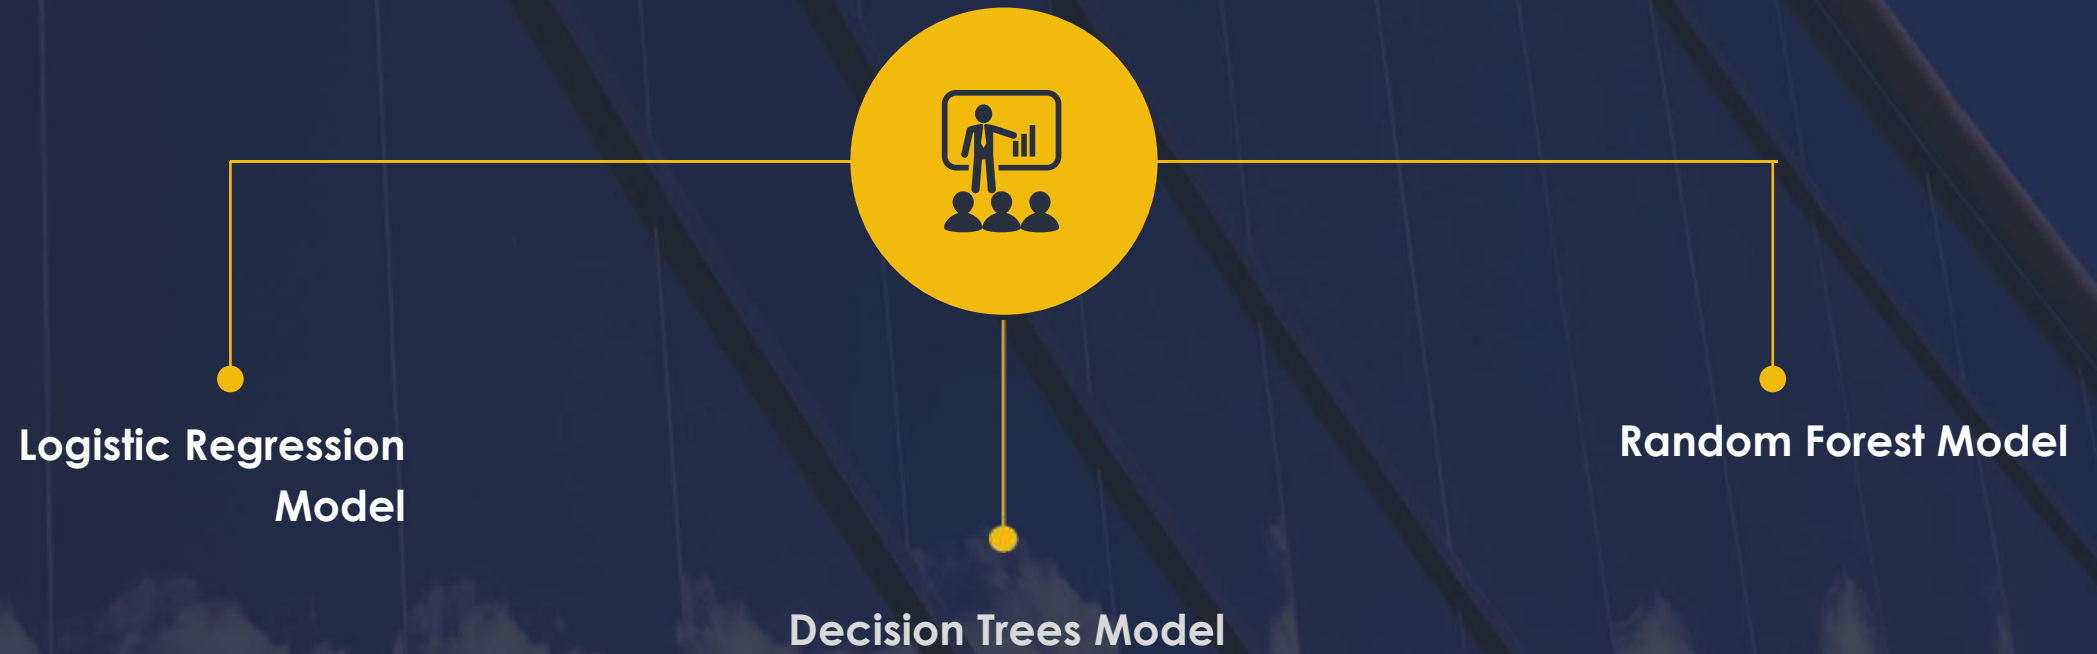 Logistic Regression
Model
Decision Trees Model
Random Forest Model